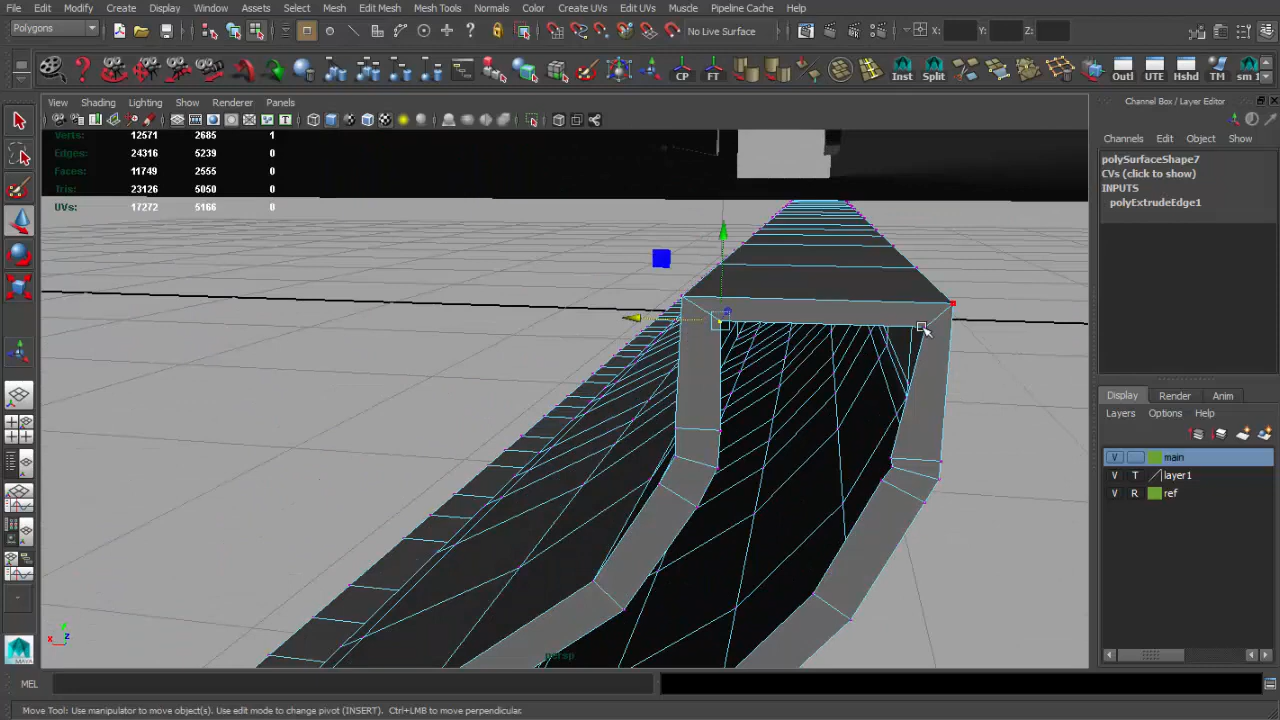 File Edit Modify Create Display Window Assets Select Mesh Edit Mesh Mesh Tools Normals Color Create UVs Edit UVs Muscle Pipeline Cache Help
Polygons No Live Surface X: Y: Z:
CP FT Inst Split Outl UTE Hshd TM sm 1
View Shading Lighting Show Renderer Panels
Channel Box / Layer Editor
Verts: 12571 2685 1
Edges: 24316 5239 0
Faces: 11749 2555 0
Tris: 23126 5050 0
UVs: 17272 5166 0
Channels Edit Object Show
polySurfaceShape7
CVs (click to show)
INPUTS
polyExtrudeEdge1
Display Render Anim
Layers Options Help
V main
V T layer1
V R ref
persp
x y z
MAYA
MEL
Move Tool: Use manipulator to move object(s). Use edit mode to change pivot (INSERT). Ctrl+LMB to move perpendicular.